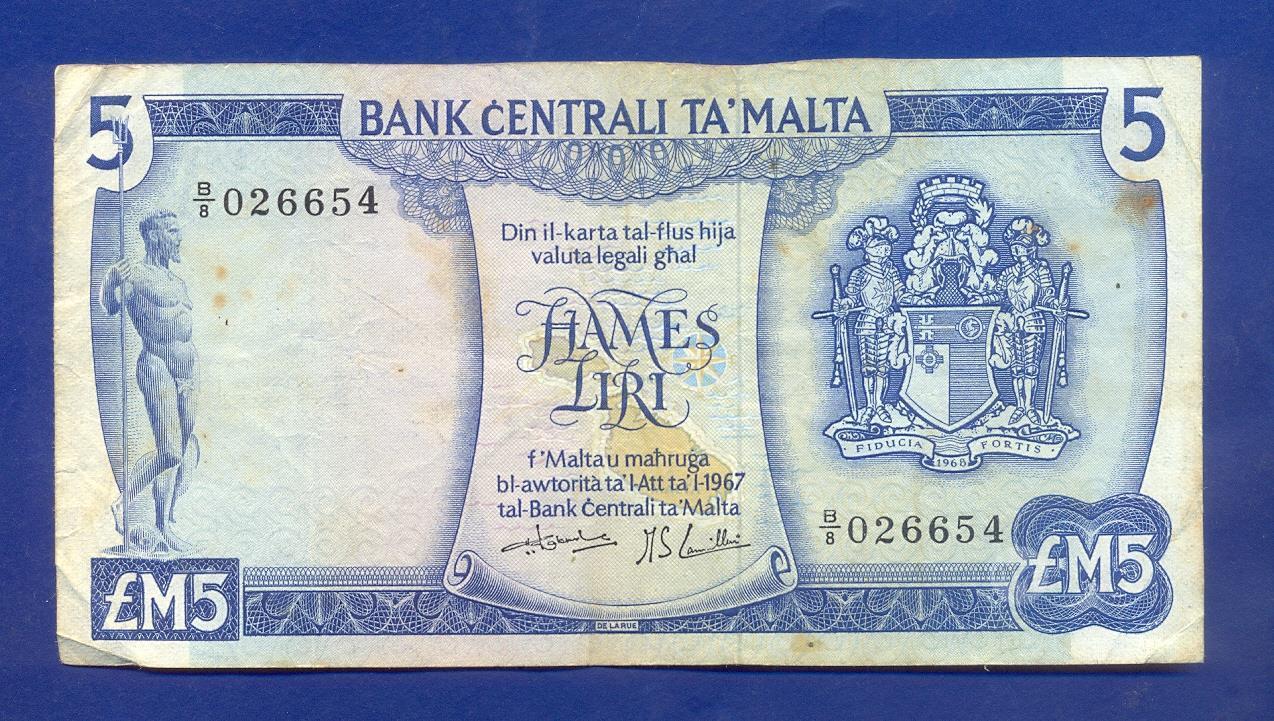 5 BANK ĊENTRALI TA' MALTA 5
B/8 026654
Din il-karta tal-flus hija
valuta legali għal
ĦAMES
LIRI
f'Malta u maħruġa
bl-awtorità ta' l-Att ta' l-1967
tal-Bank Ċentrali ta' Malta
FIDUCIA FORTIS
1968
B/8 026654
£M5
£M5
DE LA RUE